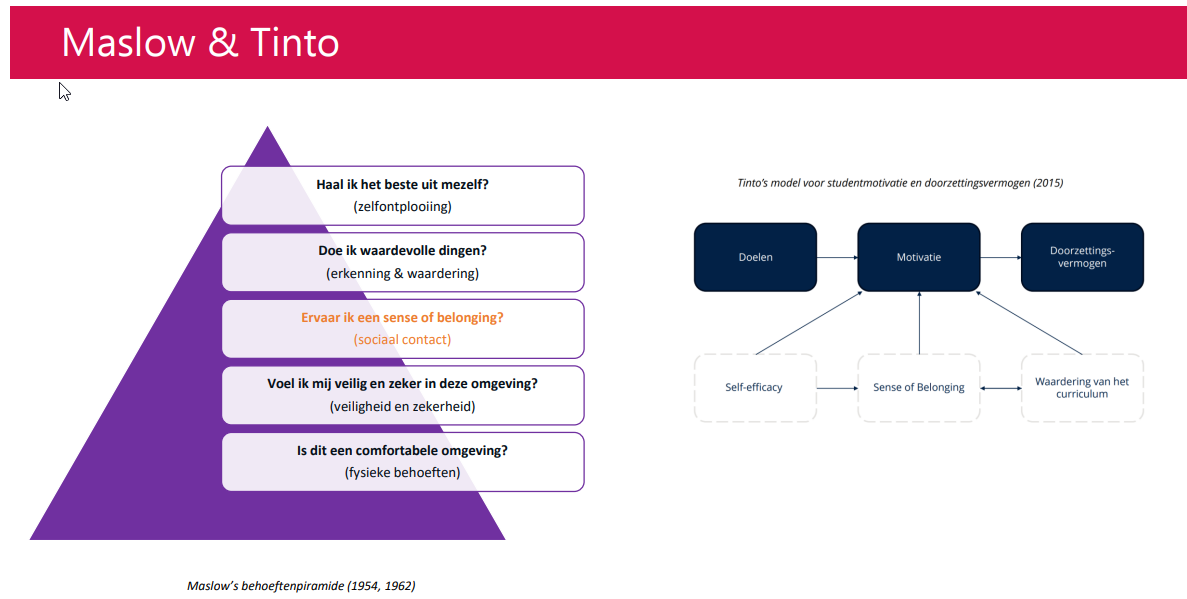 Maslow & Tinto
Haal ik het beste uit mezelf?
(zelfontplooiing)
Doe ik waardevolle dingen?
(erkenning & waardering)
Ervaar ik een sense of belonging?
(sociaal contact)
Voel ik mij veilig en zeker in deze omgeving?
(veiligheid en zekerheid)
Is dit een comfortabele omgeving?
(fysieke behoeften)
Maslow's behoeftenpiramide (1954, 1962)
Tinto's model voor studentmotivatie en doorzettingsvermogen (2015)
Doelen
Motivatie
Doorzettings-
vermogen
Self-efficacy
Sense of Belonging
Waardering van het
curriculum